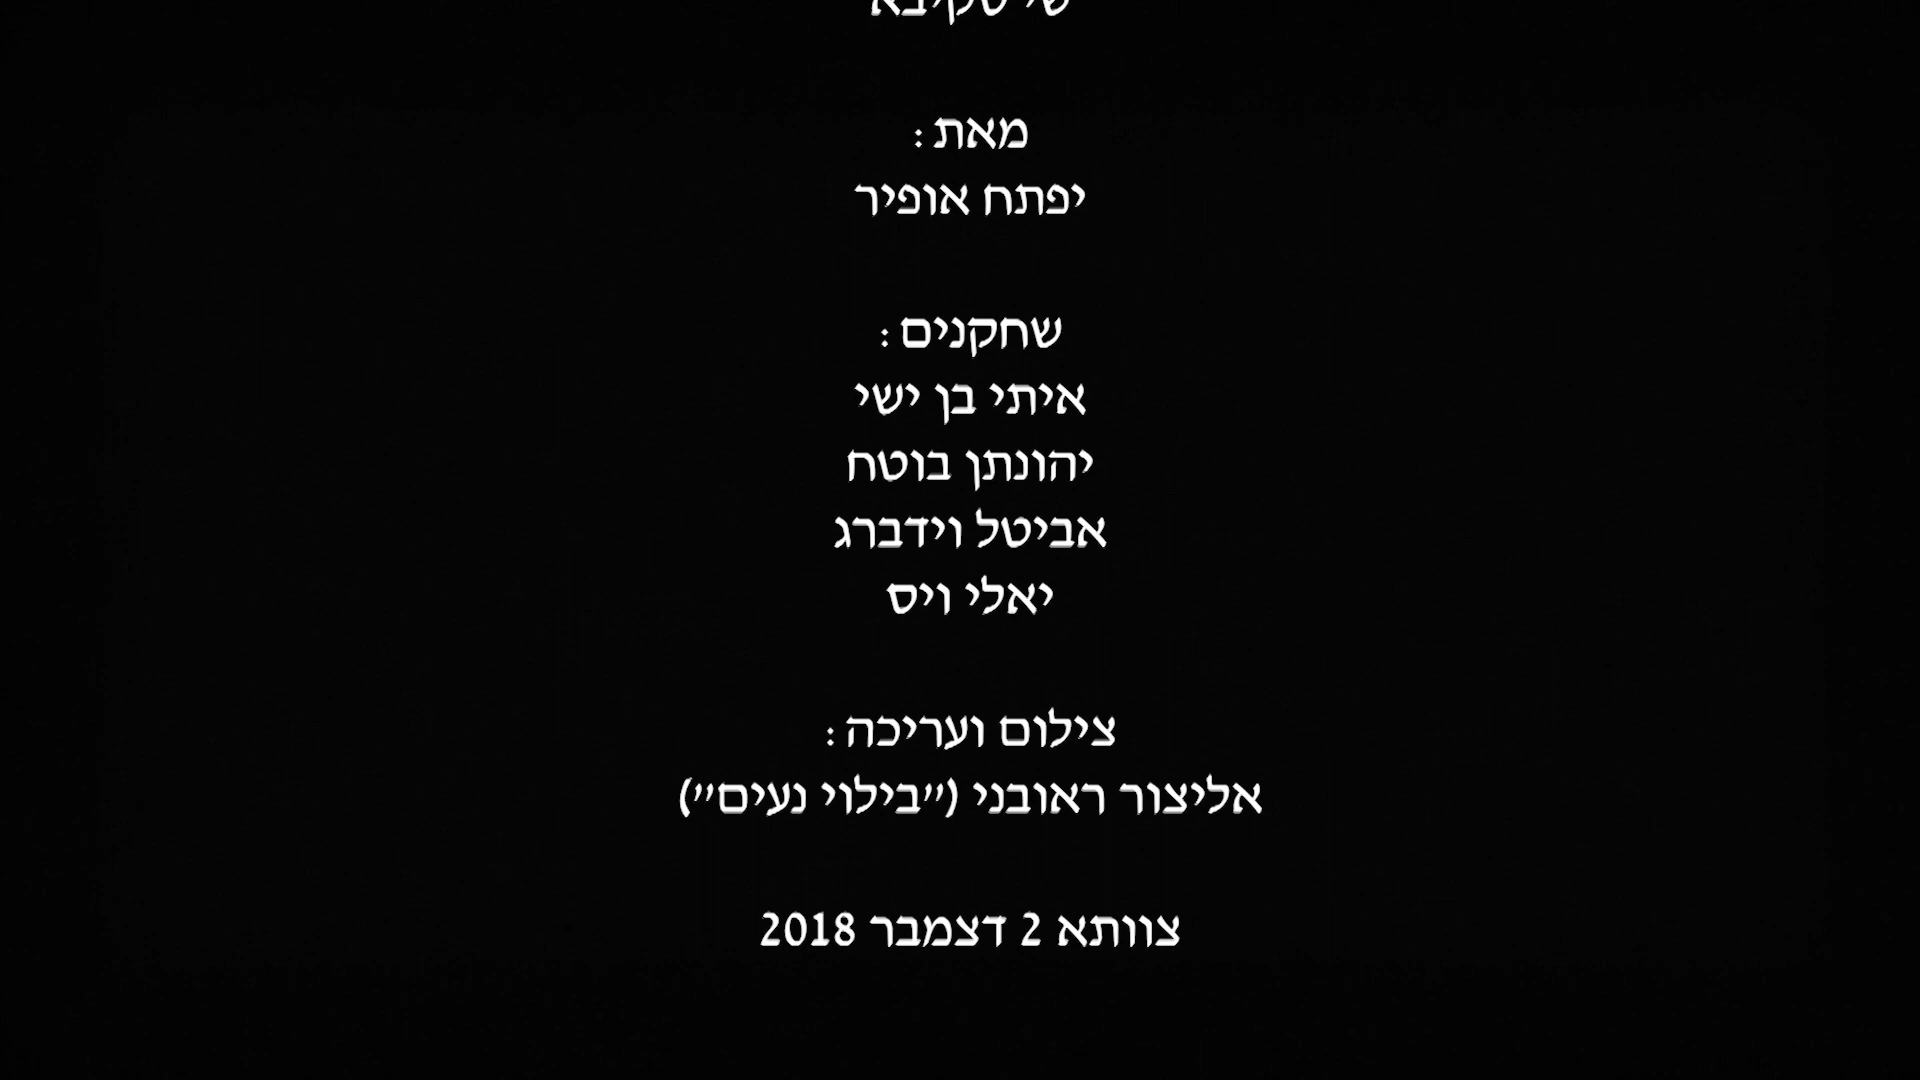 מאת :
יפתח אופיר
שחקנים :
איתי בן ישי
יהונתן בוטח
אביטל וידברג
יאלי ויס
צילום ועריכה :
אליצור ראובני ("בילוי נעים")
צוותא 2 דצמבר 2018